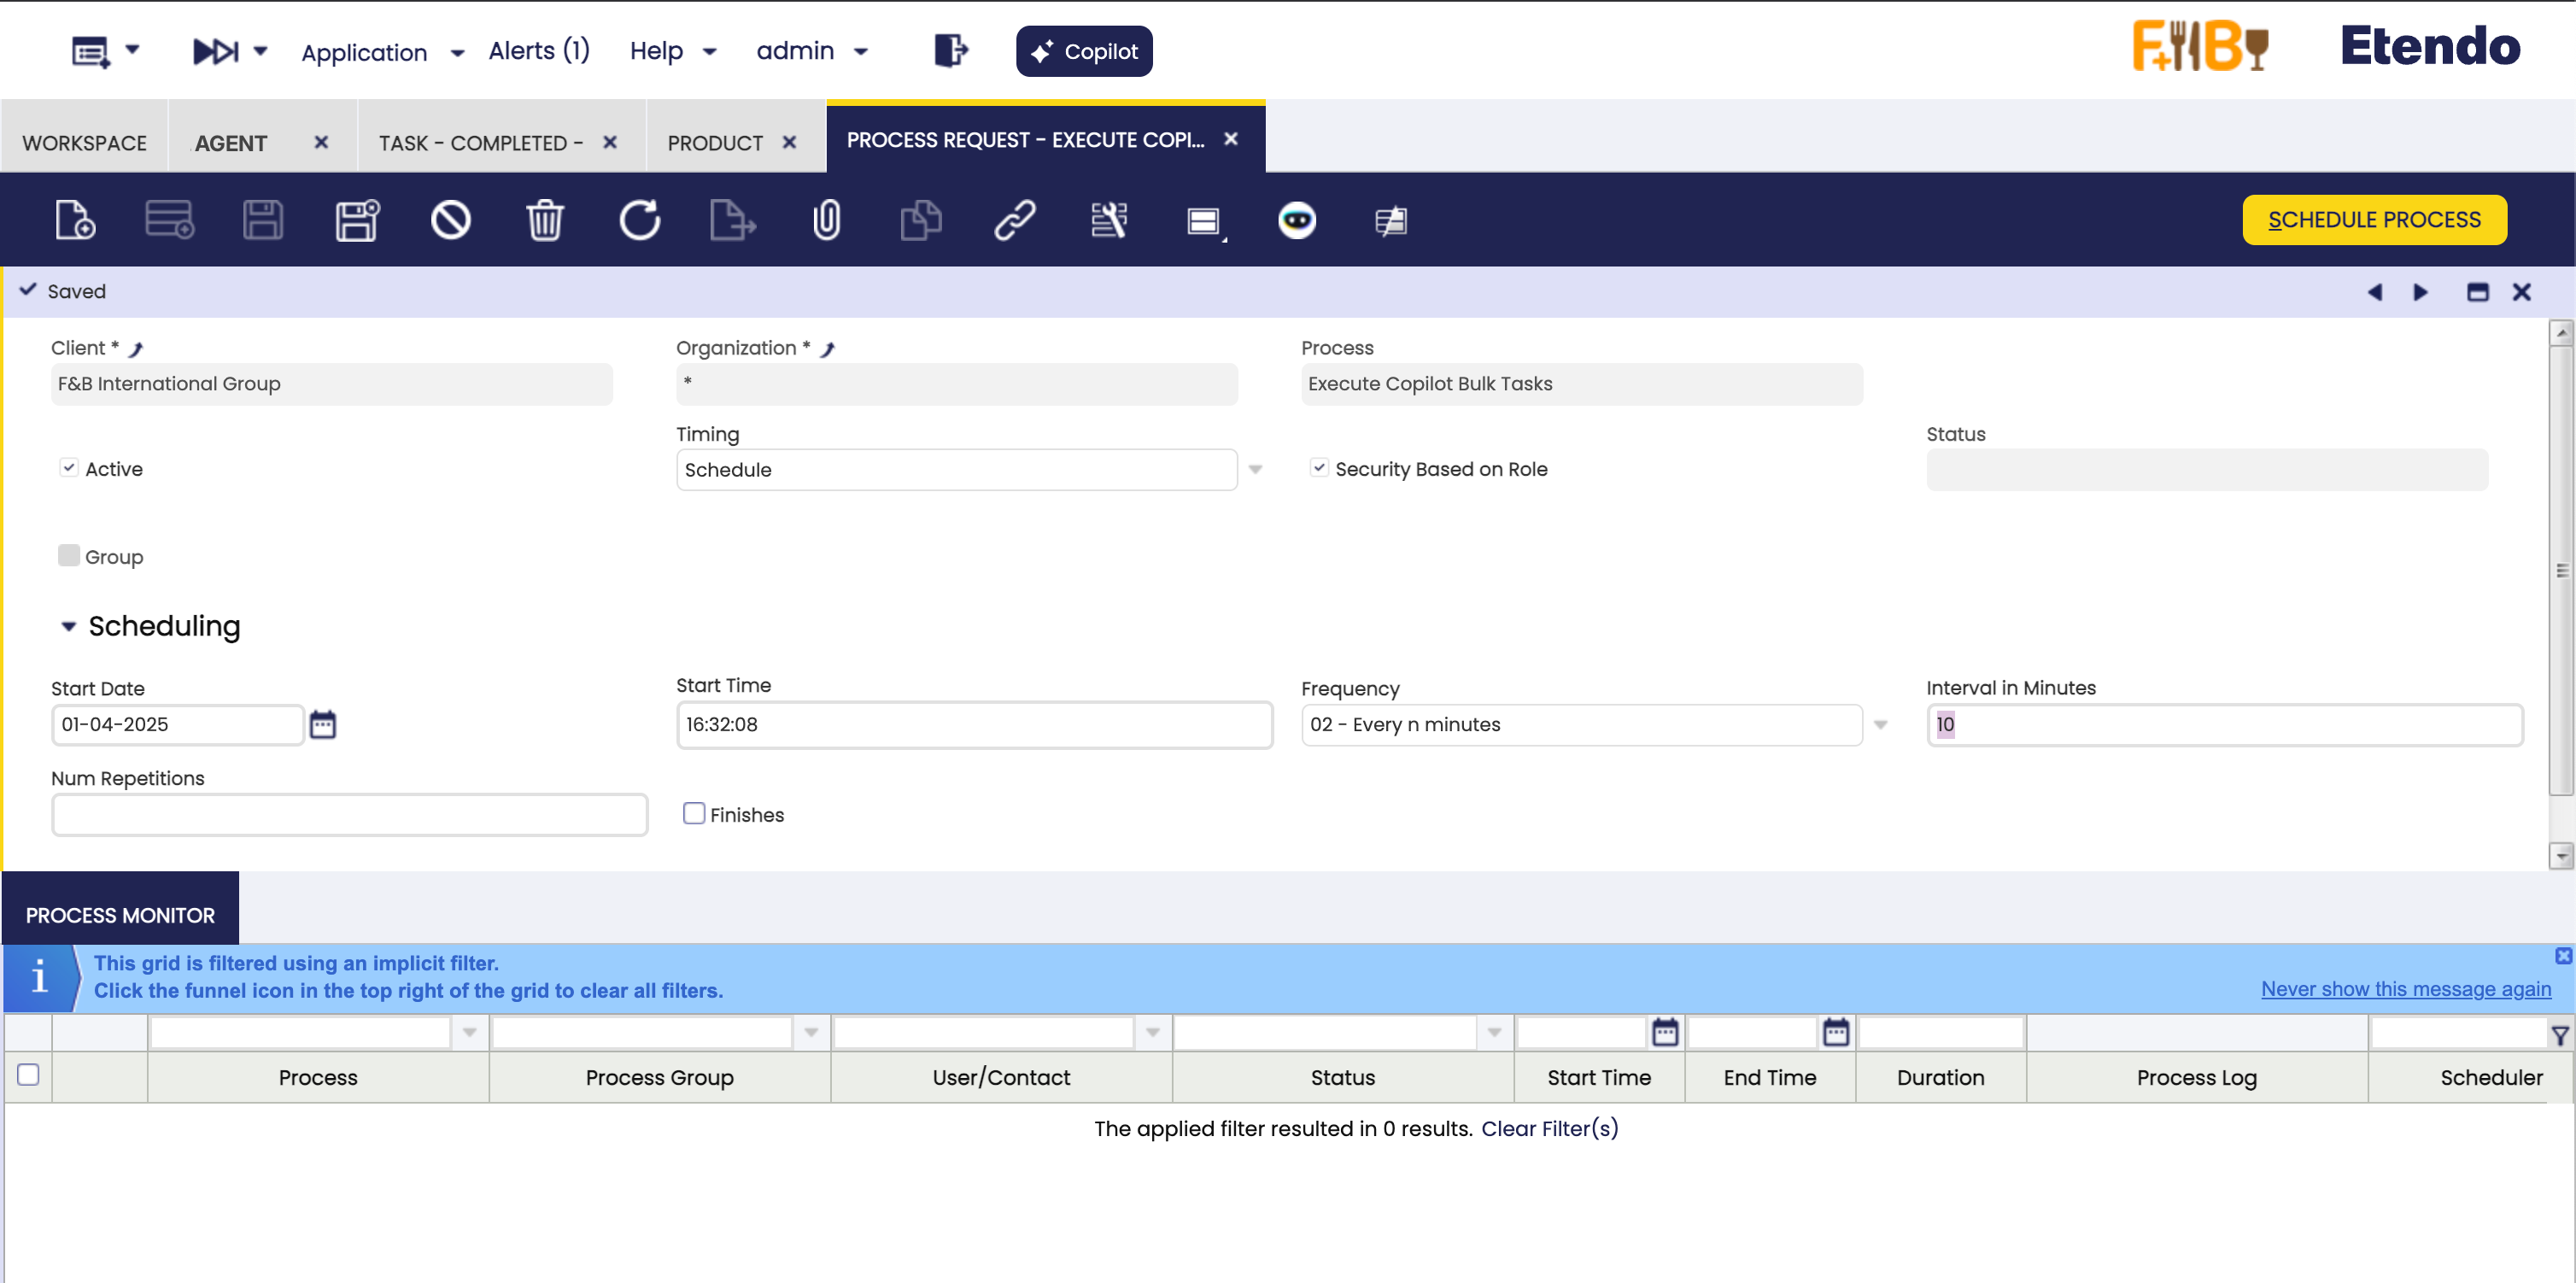 Application
Alerts (1)
Help
admin
Copilot
F&B
Etendo
WORKSPACE
AGENT
TASK - COMPLETED -
PRODUCT
PROCESS REQUEST - EXECUTE COPI...
SCHEDULE PROCESS
Saved
Client *
Organization *
Process
F&B International Group
*
Execute Copilot Bulk Tasks
Timing
Status
Active
Schedule
Security Based on Role
Group
Scheduling
Start Date
Start Time
Frequency
Interval in Minutes
01-04-2025
16:32:08
02 - Every n minutes
10
Num Repetitions
Finishes
PROCESS MONITOR
This grid is filtered using an implicit filter.
Click the funnel icon in the top right of the grid to clear all filters.
Never show this message again
Process
Process Group
User/Contact
Status
Start Time
End Time
Duration
Process Log
Scheduler
The applied filter resulted in 0 results. Clear Filter(s)